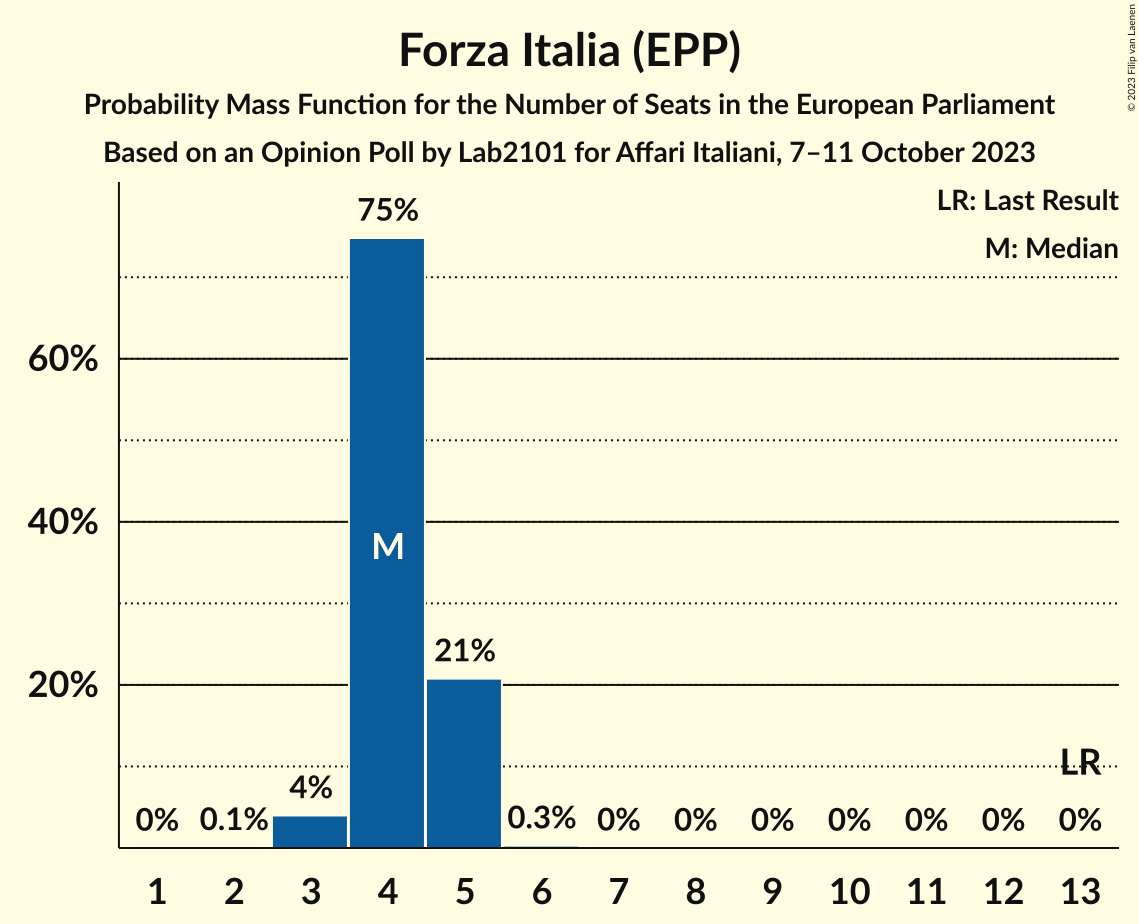 Forza Italia (EPP)
Probability Mass Function for the Number of Seats in the European Parliament
Based on an Opinion Poll by Lab2101 for Affari Italiani, 7–11 October 2023
© 2023 Filip van Laenen
LR: Last Result
M: Median
75%
60%
40%
M
21%
20%
LR
4%
0% 0.1% 0.3% 0% 0% 0% 0% 0% 0% 0%
1 2 3 4 5 6 7 8 9 10 11 12 13